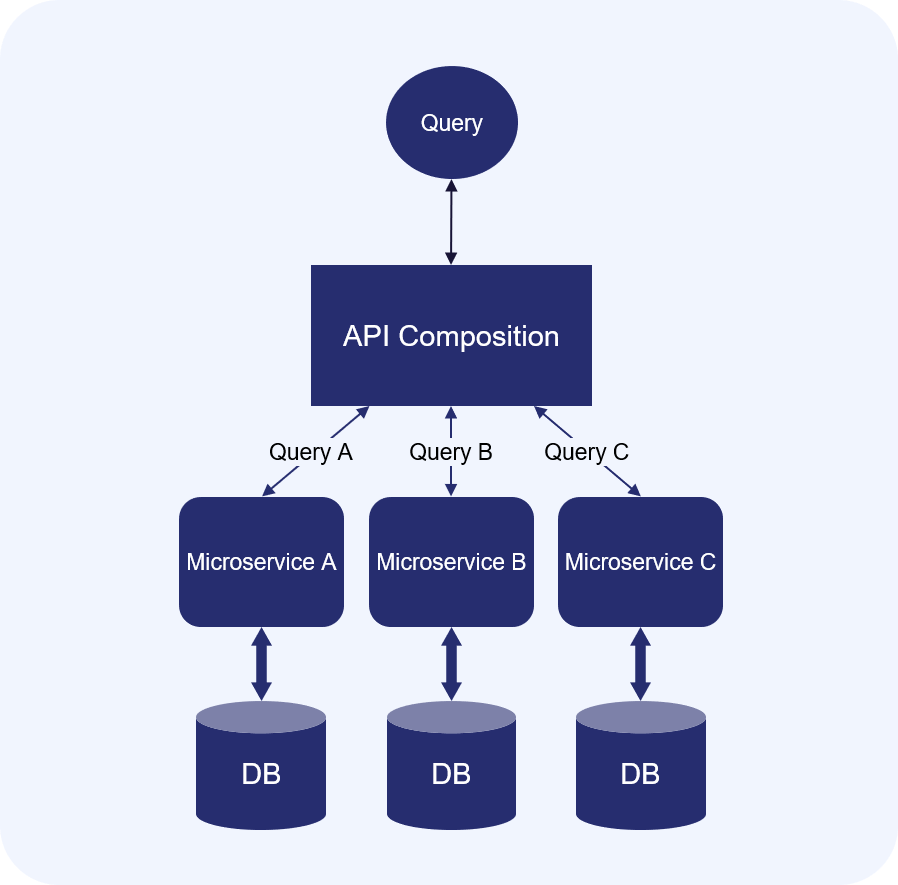 Query
API Composition
Query A
Query B
Query C
Microservice A
Microservice B
Microservice C
DB
DB
DB